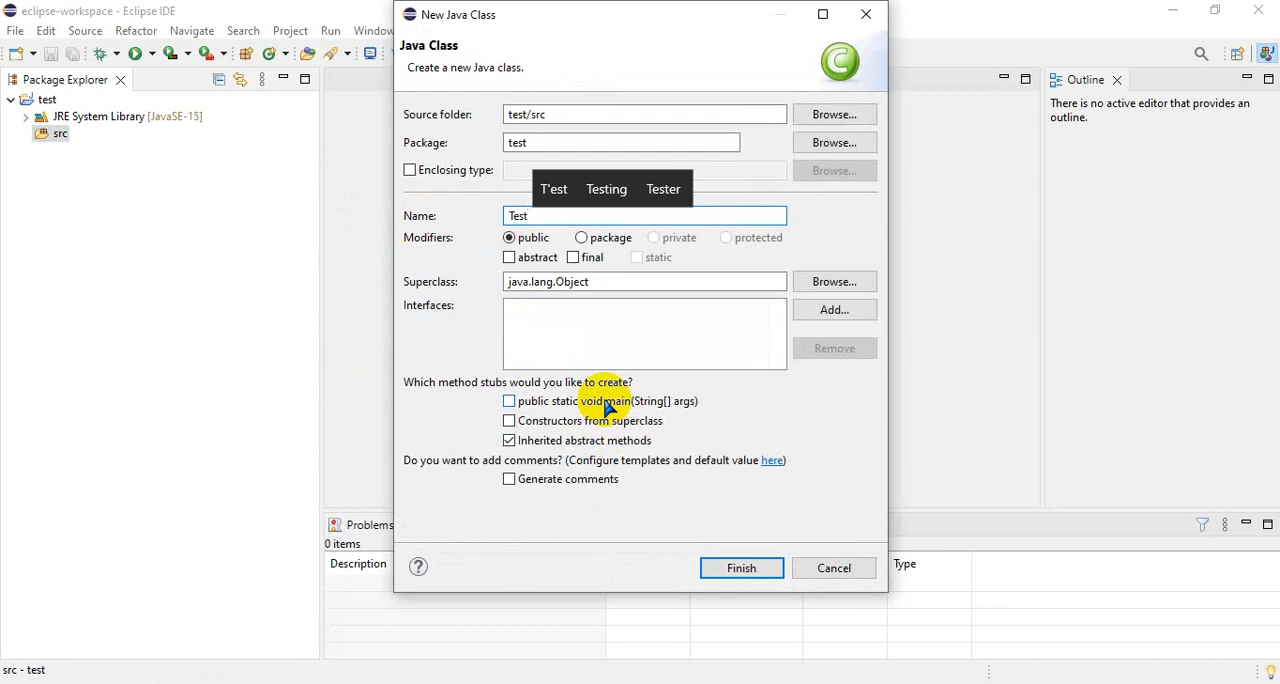 eclipse-workspace - Eclipse IDE
File Edit Source Refactor Navigate Search Project Run Window
Package Explorer
test
JRE System Library [JavaSE-15]
src
New Java Class
Java Class
Create a new Java class.
Source folder: test/src Browse...
Package: test Browse...
Enclosing type: Browse...
T'est Testing Tester
Name: Test
Modifiers: public package private protected
abstract final static
Superclass: java.lang.Object Browse...
Interfaces: Add...
Remove
Which method stubs would you like to create?
public static void main(String[] args)
Constructors from superclass
Inherited abstract methods
Do you want to add comments? (Configure templates and default value here)
Generate comments
? Finish Cancel
Outline
There is no active editor that provides an
outline.
Problems
0 items
Description Type
src - test